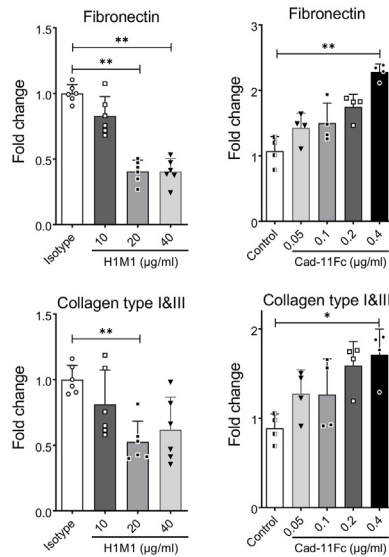 Fibronectin
**
**
Fold change
1.5
1.0
0.5
0.0
Isotype
10
20
40
H1M1 (µg/ml)
Fibronectin
**
Fold change
3
2
1
0
Control
0.05
0.1
0.2
0.4
Cad-11Fc (µg/ml)
Collagen type I&III
**
Fold change
1.5
1.0
0.5
0.0
Isotype
10
20
40
H1M1 (µg/ml)
Collagen type I&III
*
Fold change
2
1
0
Control
0.05
0.1
0.2
0.4
Cad-11Fc (µg/ml)